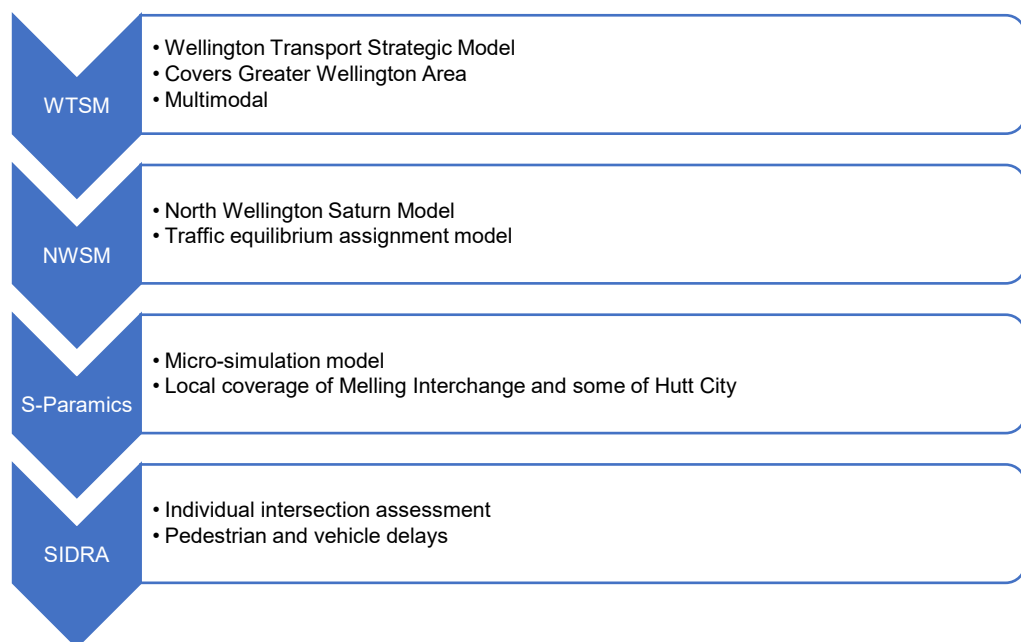 WTSM
• Wellington Transport Strategic Model
• Covers Greater Wellington Area
• Multimodal
NWSM
• North Wellington Saturn Model
• Traffic equilibrium assignment model
S-Paramics
• Micro-simulation model
• Local coverage of Melling Interchange and some of Hutt City
SIDRA
• Individual intersection assessment
• Pedestrian and vehicle delays